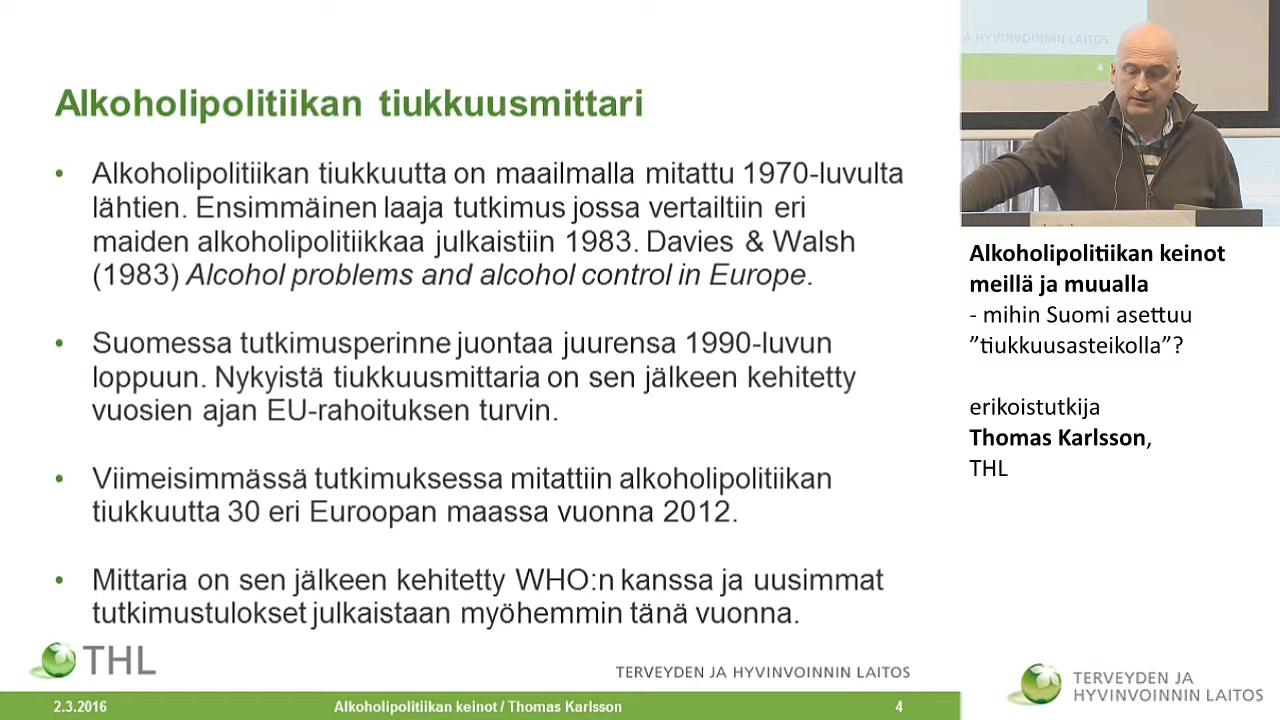 Alkoholipolitiikan tiukkuusmittari
• Alkoholipolitiikan tiukkuutta on maailmalla mitattu 1970-luvulta
lähtien. Ensimmäinen laaja tutkimus jossa vertailtiin eri
maiden alkoholipolitiikkaa julkaistiin 1983. Davies & Walsh
(1983) Alcohol problems and alcohol control in Europe.
• Suomessa tutkimusperinne juontaa juurensa 1990-luvun
loppuun. Nykyistä tiukkuusmittaria on sen jälkeen kehitetty
vuosien ajan EU-rahoituksen turvin.
• Viimeisimmässä tutkimuksessa mitattiin alkoholipolitiikan
tiukkuutta 30 eri Euroopan maassa vuonna 2012.
• Mittaria on sen jälkeen kehitetty WHO:n kanssa ja uusimmat
tutkimustulokset julkaistaan myöhemmin tänä vuonna.
THL
TERVEYDEN JA HYVINVOINNIN LAITOS
2.3.2016
Alkoholipolitiikan keinot / Thomas Karlsson
4
JA HYVINVOINNIN LAITOS
4
Alkoholipolitiikan keinot
meillä ja muualla
- mihin Suomi asettuu
”tiukkuusasteikolla”?
erikoistutkija
Thomas Karlsson,
THL
TERVEYDEN JA
HYVINVOINNIN LAITOS